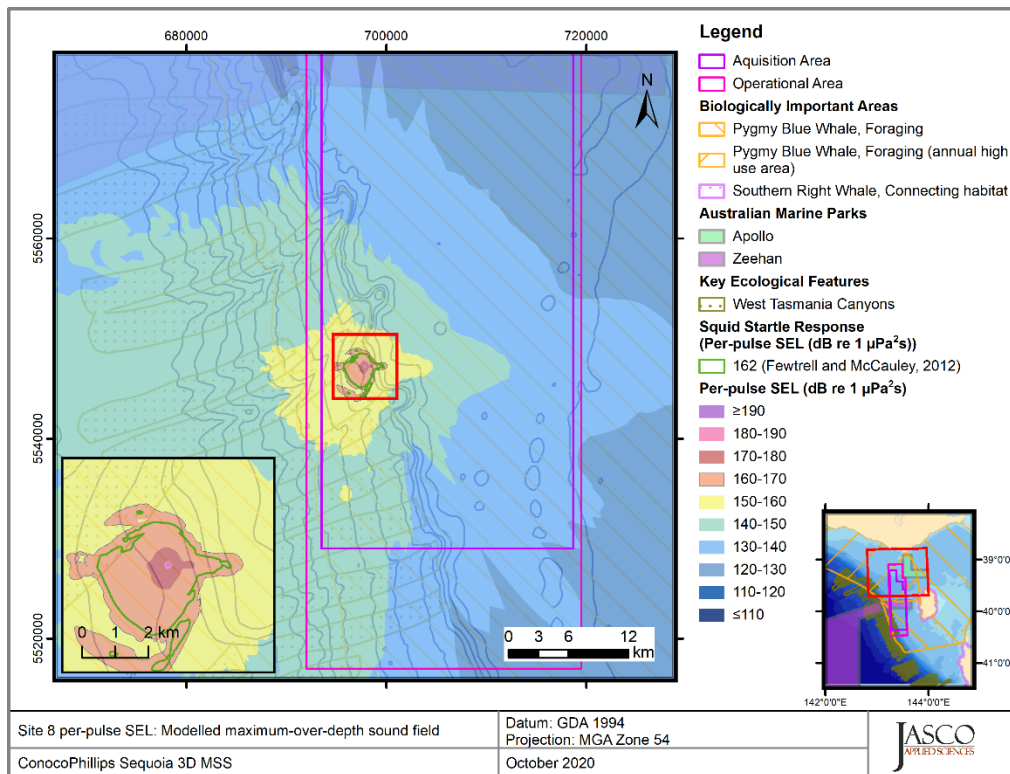 680000
700000
720000
5560000
5540000
5520000
N
0 1 2 km
0 3 6 12
km
Legend
Aquisition Area
Operational Area
Biologically Important Areas
Pygmy Blue Whale, Foraging
Pygmy Blue Whale, Foraging (annual high
use area)
Southern Right Whale, Connecting habitat
Australian Marine Parks
Apollo
Zeehan
Key Ecological Features
West Tasmania Canyons
Squid Startle Response
(Per-pulse SEL (dB re 1 µPa²s))
162 (Fewtrell and McCauley, 2012)
Per-pulse SEL (dB re 1 µPa²s)
≥190
180-190
170-180
160-170
150-160
140-150
130-140
120-130
110-120
≤110
39°0'0
40°0'0
41°0'0
142°0'0
144°0'0
Site 8 per-pulse SEL: Modelled maximum-over-depth sound field
Datum: GDA 1994
Projection: MGA Zone 54
ConocoPhillips Sequoia 3D MSS
October 2020
JASCO
APPLIED SCIENCES